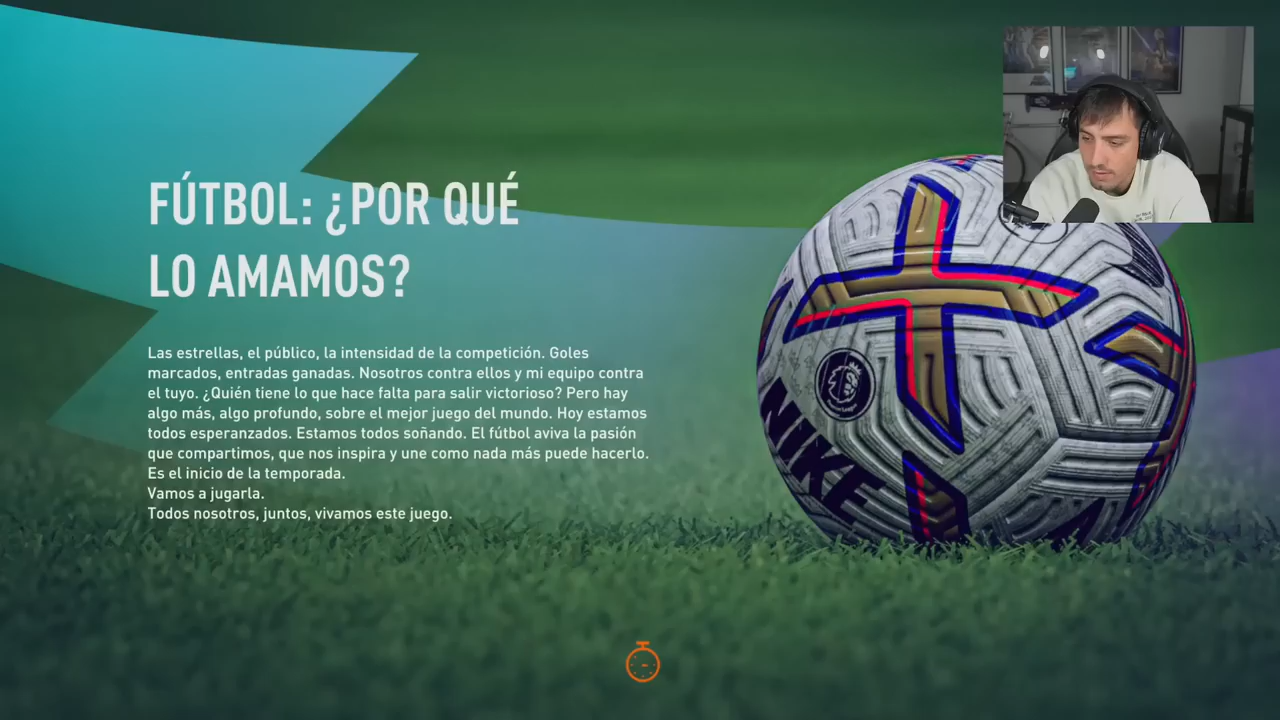 FÚTBOL: ¿POR QUÉ
LO AMAMOS?
Las estrellas, el público, la intensidad de la competición. Goles
marcados, entradas ganadas. Nosotros contra ellos y mi equipo contra
el tuyo. ¿Quién tiene lo que hace falta para salir victorioso? Pero hay
algo más, algo profundo, sobre el mejor juego del mundo. Hoy estamos
todos esperanzados. Estamos todos soñando. El fútbol aviva la pasión
que compartimos, que nos inspira y une como nada más puede hacerlo.
Es el inicio de la temporada.
Vamos a jugarla.
Todos nosotros, juntos, vivamos este juego.
NIKE